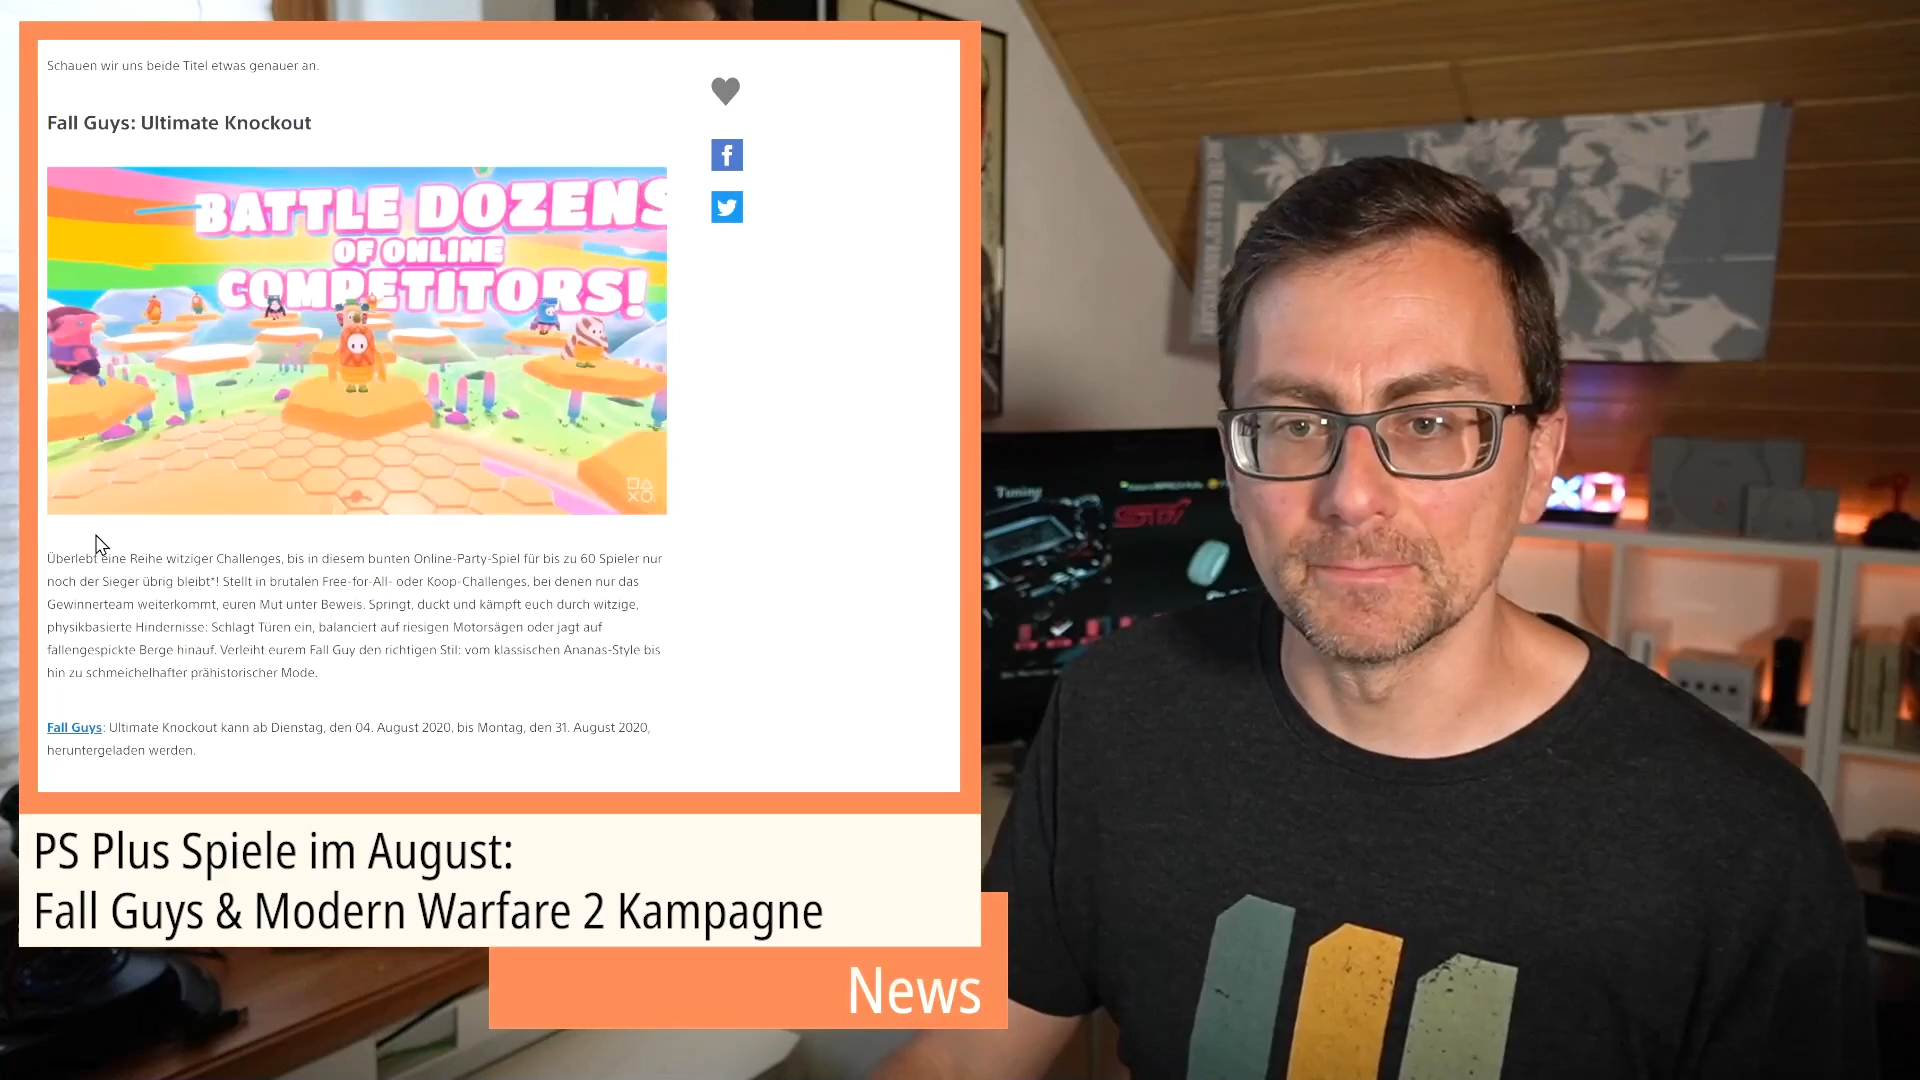 Schauen wir uns beide Titel etwas genauer an.
Fall Guys: Ultimate Knockout
BATTLE DOZENS
OF ONLINE
COMPETITORS!
Überlebt eine Reihe witziger Challenges, bis in diesem bunten Online-Party-Spiel für bis zu 60 Spieler nur
noch der Sieger übrig bleibt*! Stellt in brutalen Free-for-All- oder Koop-Challenges, bei denen nur das
Gewinnerteam weiterkommt, euren Mut unter Beweis. Springt, duckt und kämpft euch durch witzige,
physikbasierte Hindernisse: Schlagt Türen ein, balanciert auf riesigen Motorsägen oder jagt auf
fallengespickte Berge hinauf. Verleiht eurem Fall Guy den richtigen Stil: vom klassischen Ananas-Style bis
hin zu schmeichelhafter prähistorischer Mode.
Fall Guys: Ultimate Knockout kann ab Dienstag, den 04. August 2020, bis Montag, den 31. August 2020,
heruntergeladen werden.
PS Plus Spiele im August:
Fall Guys & Modern Warfare 2 Kampagne
News
Tuning
STI